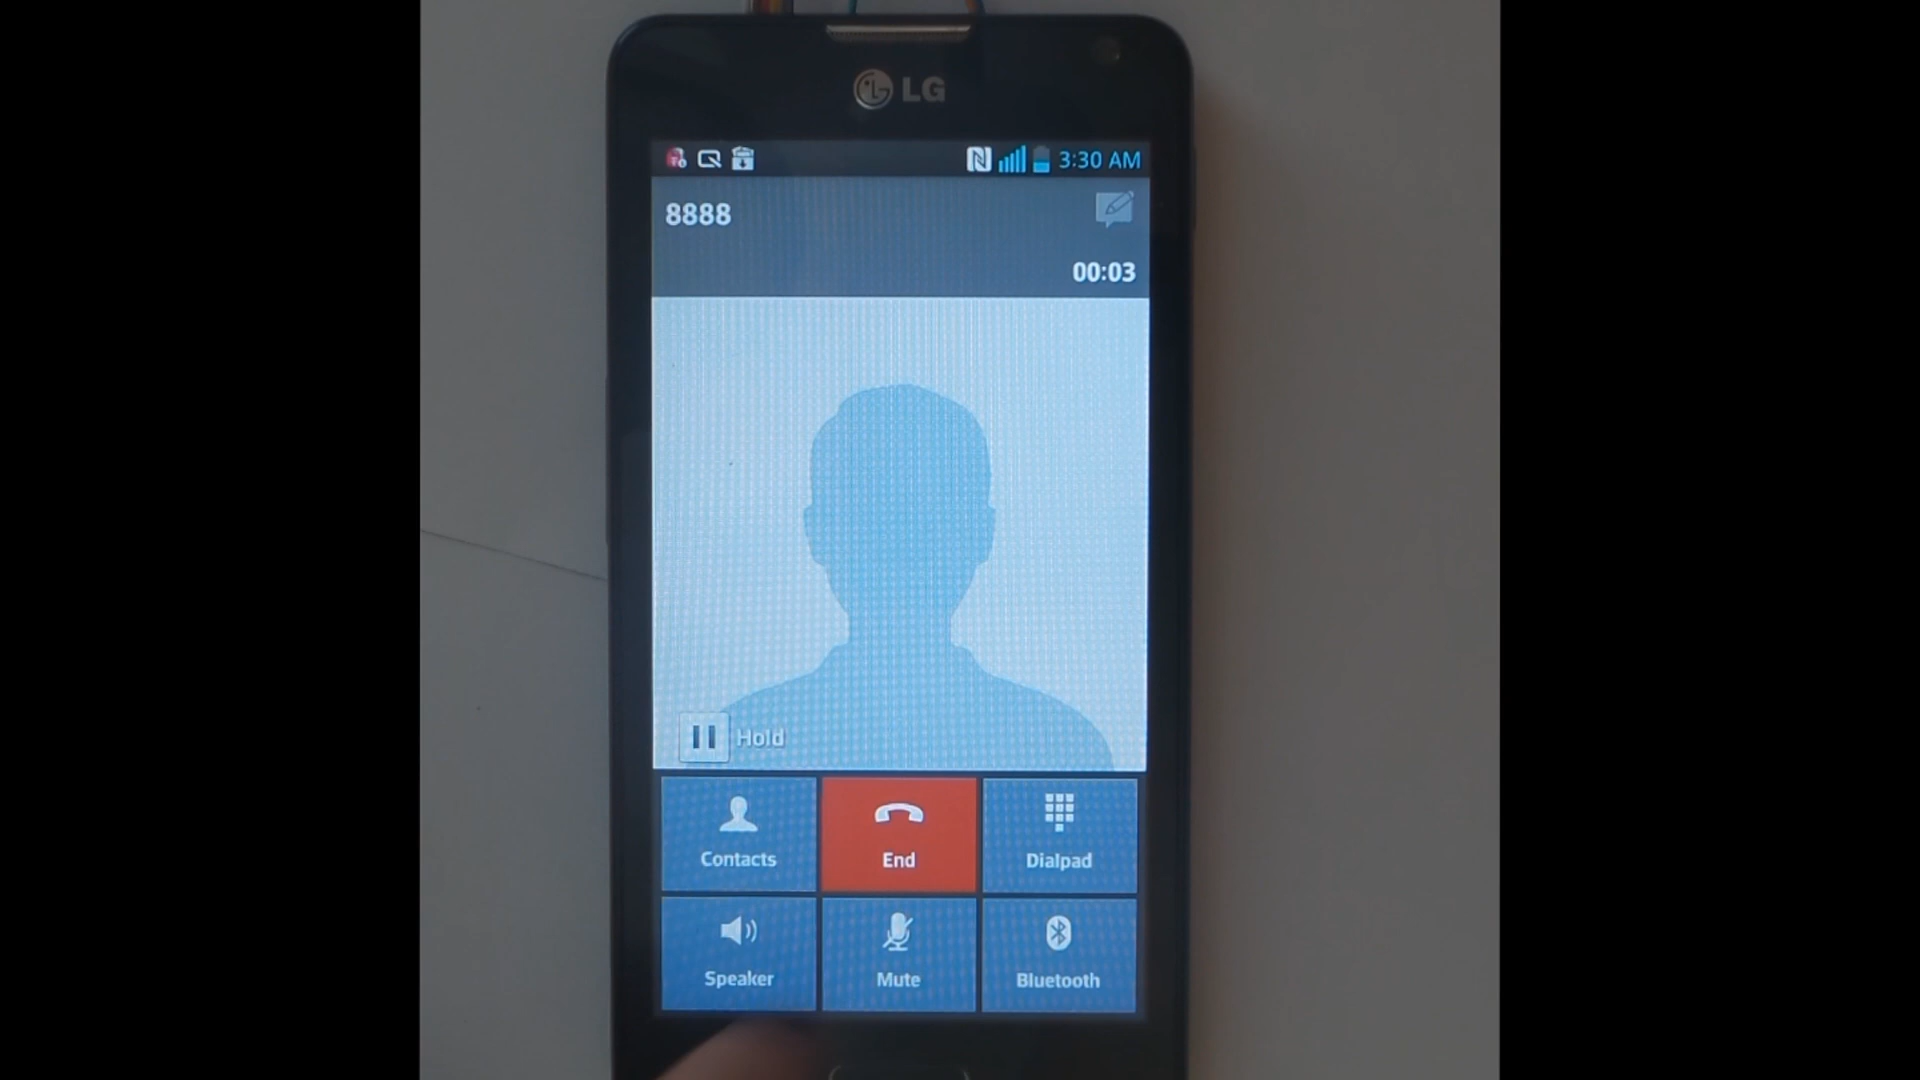 LG
3:30 AM
8888
00:03
Hold
Contacts
End
Dialpad
Speaker
Mute
Bluetooth